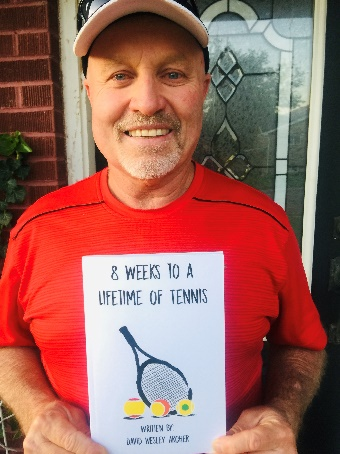 8 WEEKS TO A
LIFETIME OF TENNIS
WRITTEN BY
DAVID WESLEY ARCHER